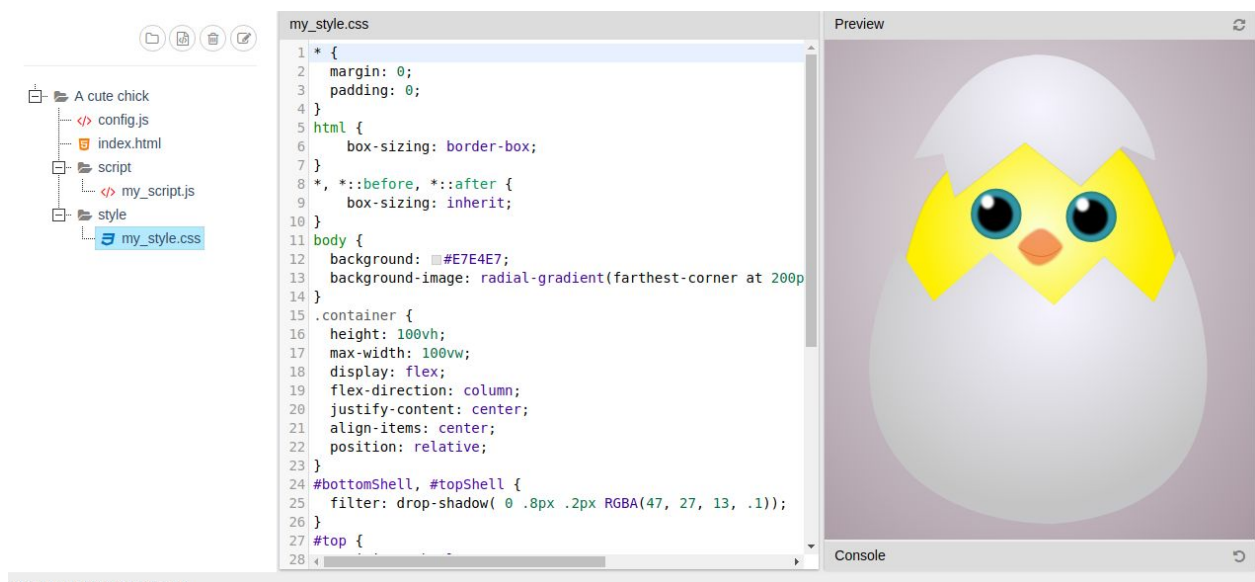 A cute chick
config.js
index.html
script
my_script.js
style
my_style.css
my_style.css
1 * {
2   margin: 0;
3   padding: 0;
4 }
5 html {
6     box-sizing: border-box;
7 }
8 *, *::before, *::after {
9     box-sizing: inherit;
10 }
11 body {
12   background: #E7E4E7;
13   background-image: radial-gradient(farthest-corner at 200p
14 }
15 .container {
16   height: 100vh;
17   max-width: 100vw;
18   display: flex;
19   flex-direction: column;
20   justify-content: center;
21   align-items: center;
22   position: relative;
23 }
24 #bottomShell, #topShell {
25   filter: drop-shadow( 0 .8px .2px RGBA(47, 27, 13, .1));
26 }
27 #top {
28
Preview
Console